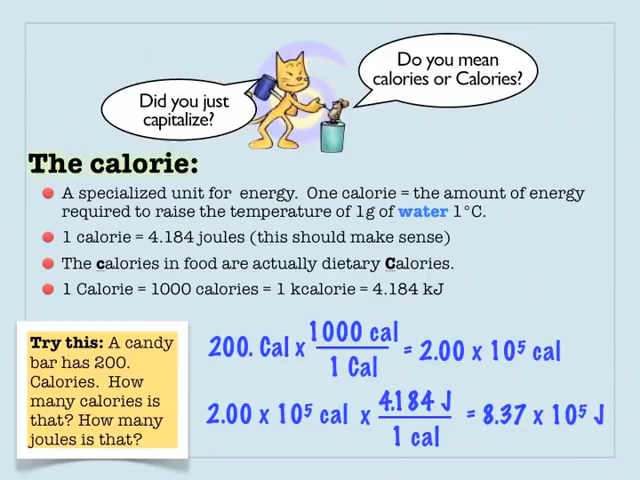 Do you mean
calories or Calories?
Did you just
capitalize?
The calorie:
A specialized unit for energy. One calorie = the amount of energy
required to raise the temperature of 1g of water 1°C.
1 calorie = 4.184 joules (this should make sense)
The calories in food are actually dietary Calories.
1 Calorie = 1000 calories = 1 kcalorie = 4.184 kJ
Try this: A candy
bar has 200.
Calories. How
many calories is
that? How many
joules is that?
200. Cal x 1000 cal / 1 Cal = 2.00 x 10⁵ cal
2.00 x 10⁵ cal x 4.184 J / 1 cal = 8.37 x 10⁵ J